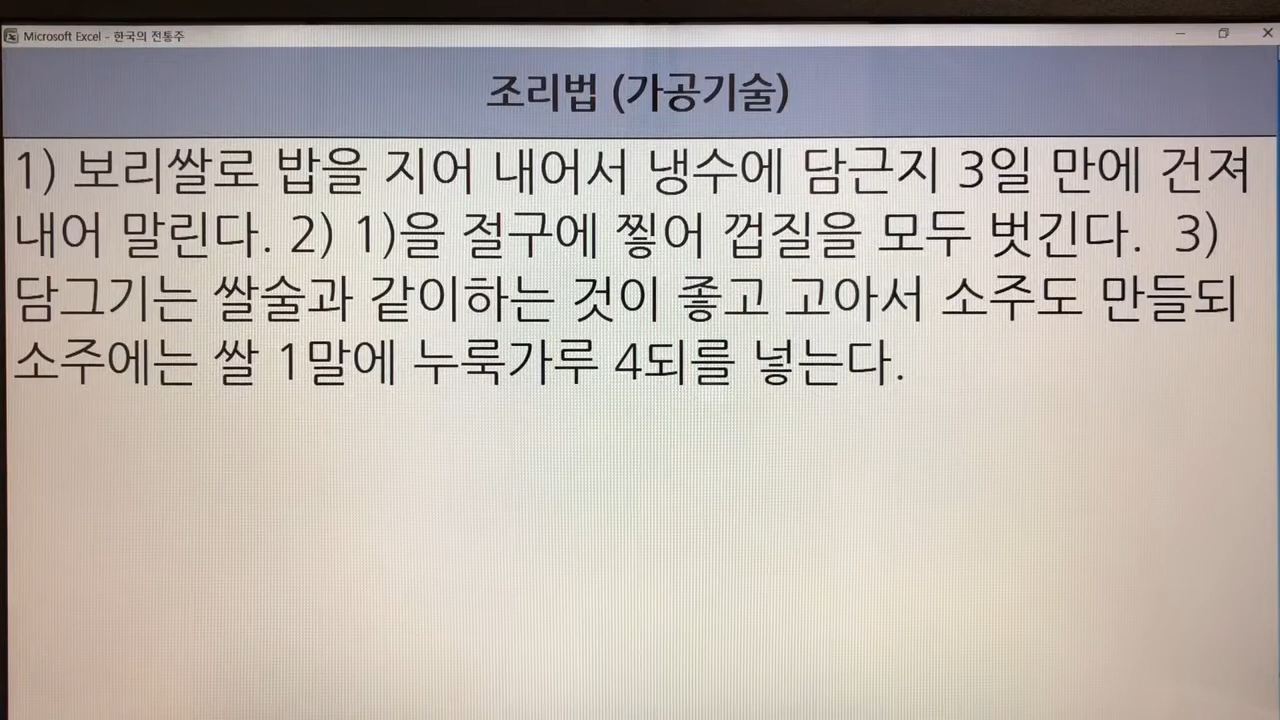 Microsoft Excel - 한국의 전통주
조리법 (가공기술)
1) 보리쌀로 밥을 지어 내어서 냉수에 담근지 3일 만에 건져
내어 말린다. 2) 1)을 절구에 찧어 껍질을 모두 벗긴다. 3)
담그기는 쌀술과 같이하는 것이 좋고 고아서 소주도 만들되
소주에는 쌀 1말에 누룩가루 4되를 넣는다.